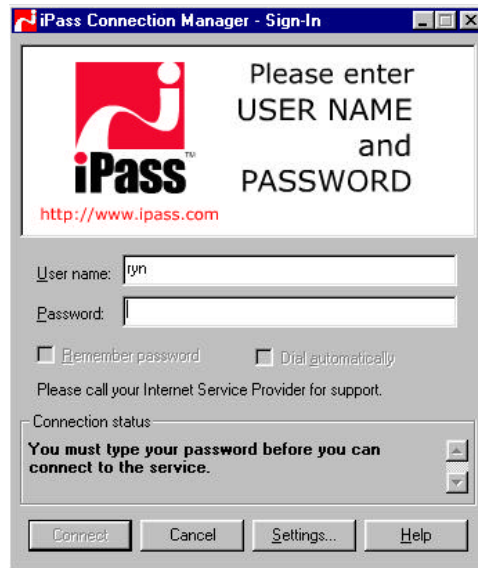 iPass Connection Manager - Sign-In
Please enter
USER NAME
and
PASSWORD
iPass™
http://www.ipass.com
User name: ryn
Password:
Remember password Dial automatically
Please call your Internet Service Provider for support.
Connection status
You must type your password before you can
connect to the service.
Connect Cancel Settings... Help